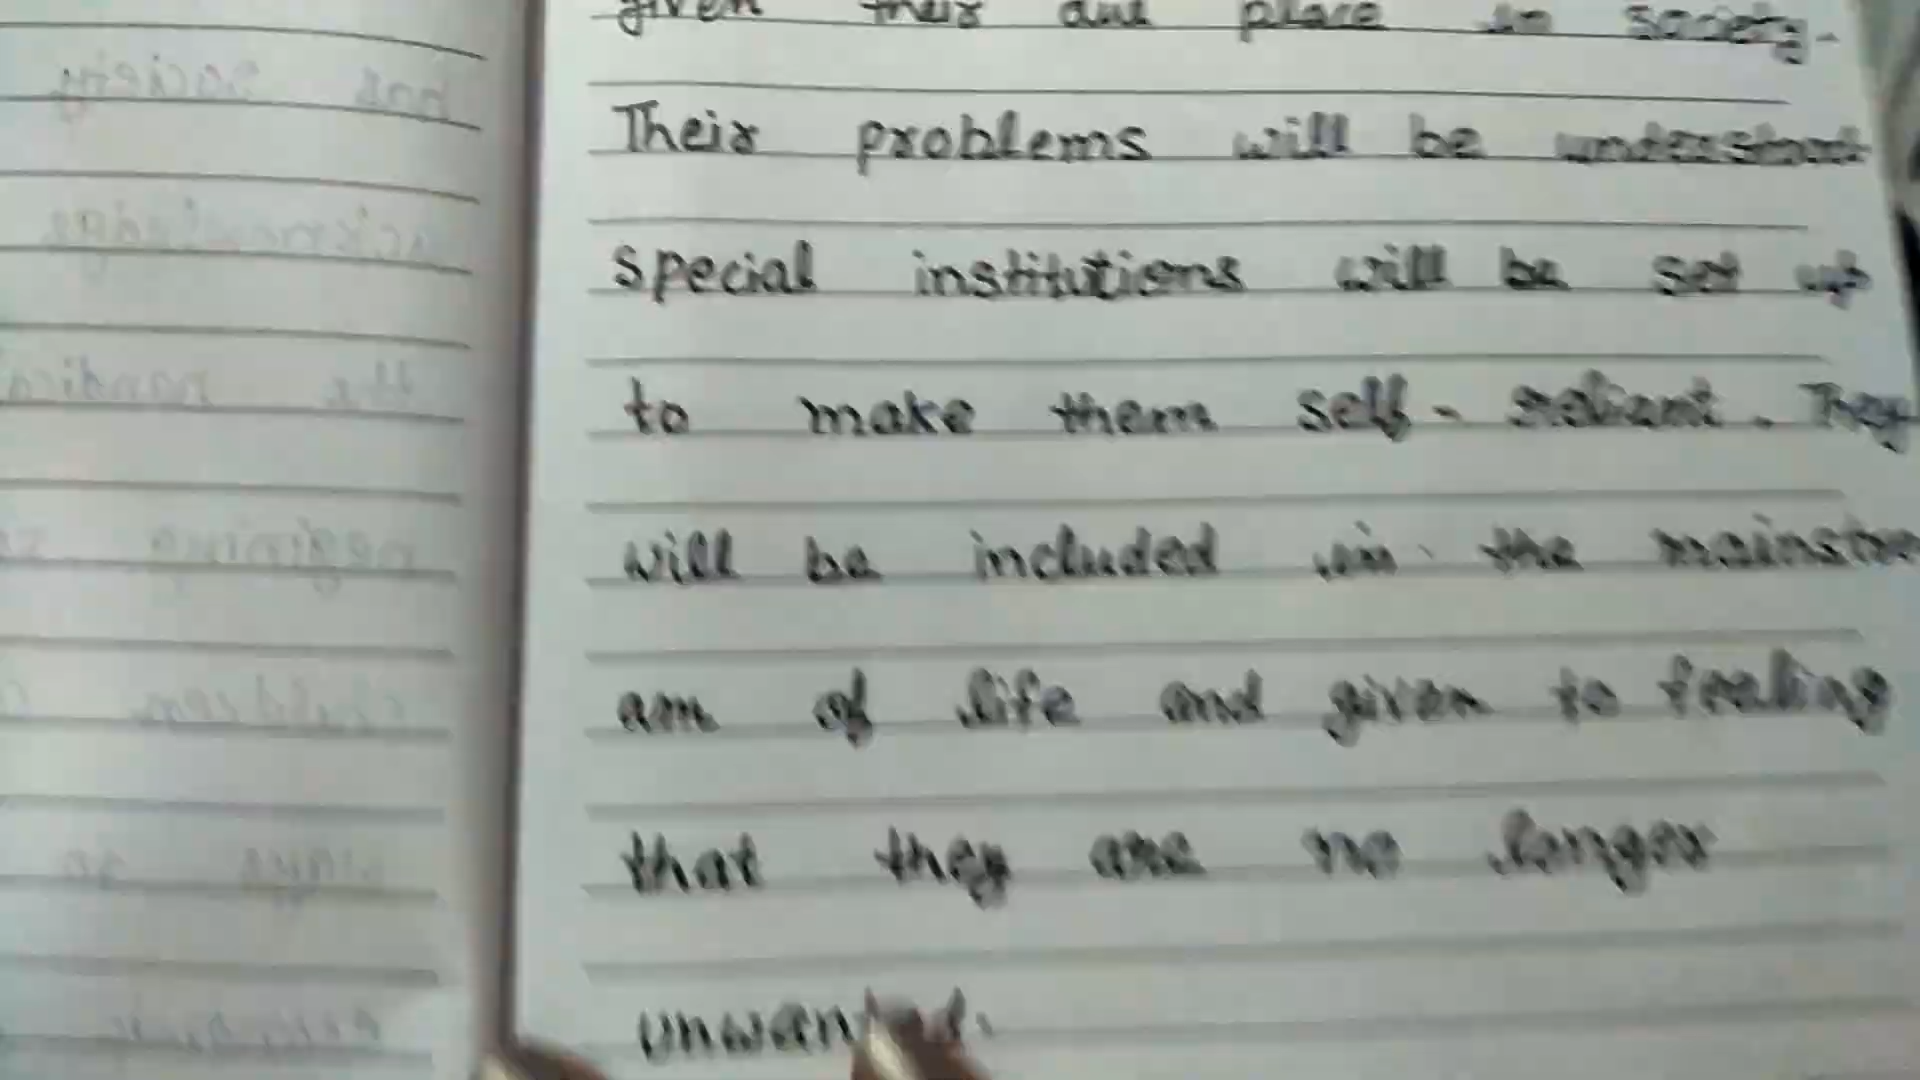 given their due place in society.
Their problems will be understood
special institutions will be set up
to make them self-reliant. They
will be included in the mainstre
am of life and given to feeling
that they are no longer
unwanted.